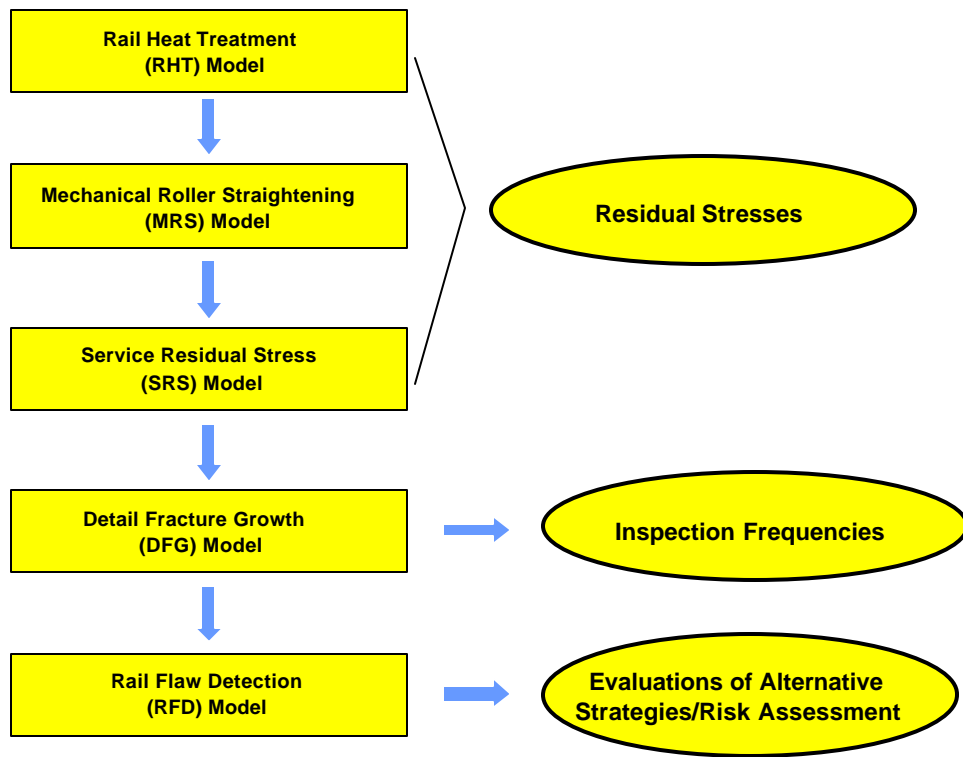 Rail Heat Treatment
(RHT) Model
Mechanical Roller Straightening
(MRS) Model
Residual Stresses
Service Residual Stress
(SRS) Model
Detail Fracture Growth
(DFG) Model
Inspection Frequencies
Rail Flaw Detection
(RFD) Model
Evaluations of Alternative
Strategies/Risk Assessment